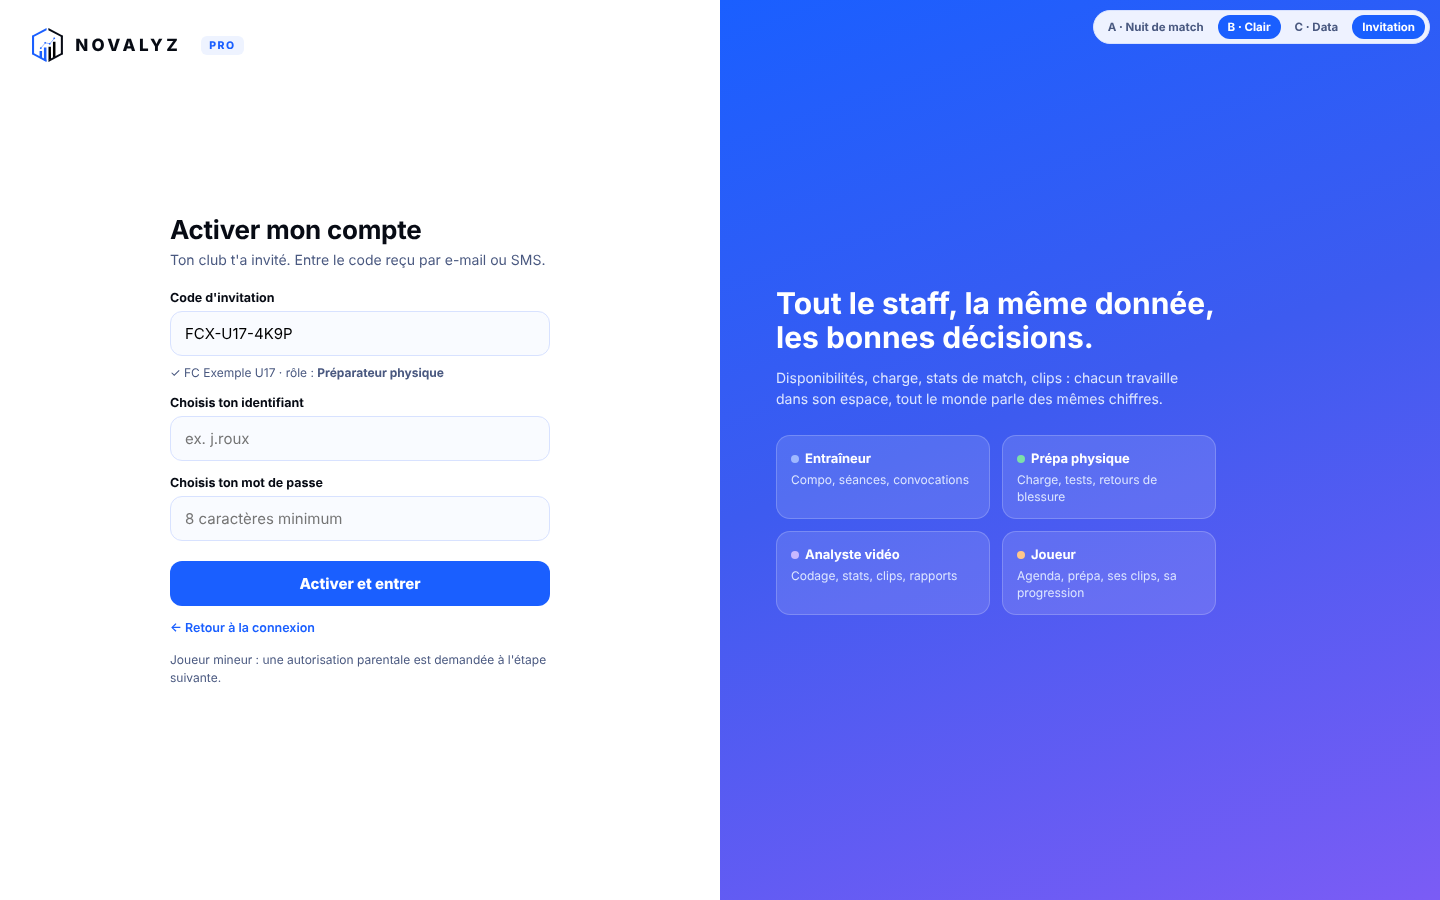 NOVALYZ PRO
A · Nuit de match
B · Clair
C · Data
Invitation
Activer mon compte
Ton club t'a invité. Entre le code reçu par e-mail ou SMS.
Code d'invitation
FCX-U17-4K9P
✓ FC Exemple U17 · rôle : Préparateur physique
Choisis ton identifiant
ex. j.roux
Choisis ton mot de passe
8 caractères minimum
Activer et entrer
← Retour à la connexion
Joueur mineur : une autorisation parentale est demandée à l'étape
suivante.
Tout le staff, la même donnée,
les bonnes décisions.
Disponibilités, charge, stats de match, clips : chacun travaille
dans son espace, tout le monde parle des mêmes chiffres.
Entraîneur
Compo, séances, convocations
Prépa physique
Charge, tests, retours de
blessure
Analyste vidéo
Codage, stats, clips, rapports
Joueur
Agenda, prépa, ses clips, sa
progression